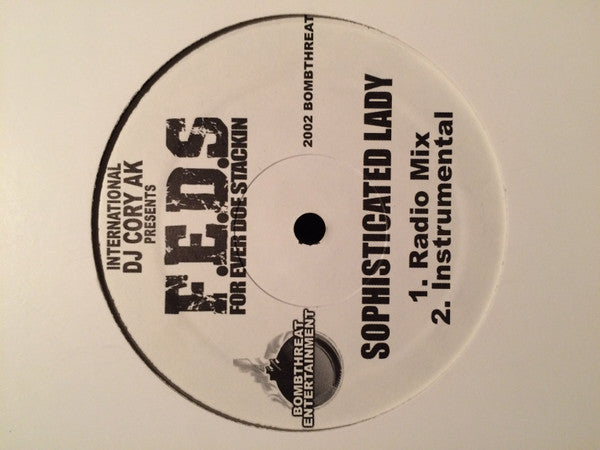 INTERNATIONAL
DJ CORY AK
PRESENTS
F.E.D.S
FOR EVER DOE STACKIN
2002 BOMBTHREAT
BOMBTHREAT
ENTERTAINMENT
SOPHISTICATED LADY
1. Radio Mix
2. Instrumental